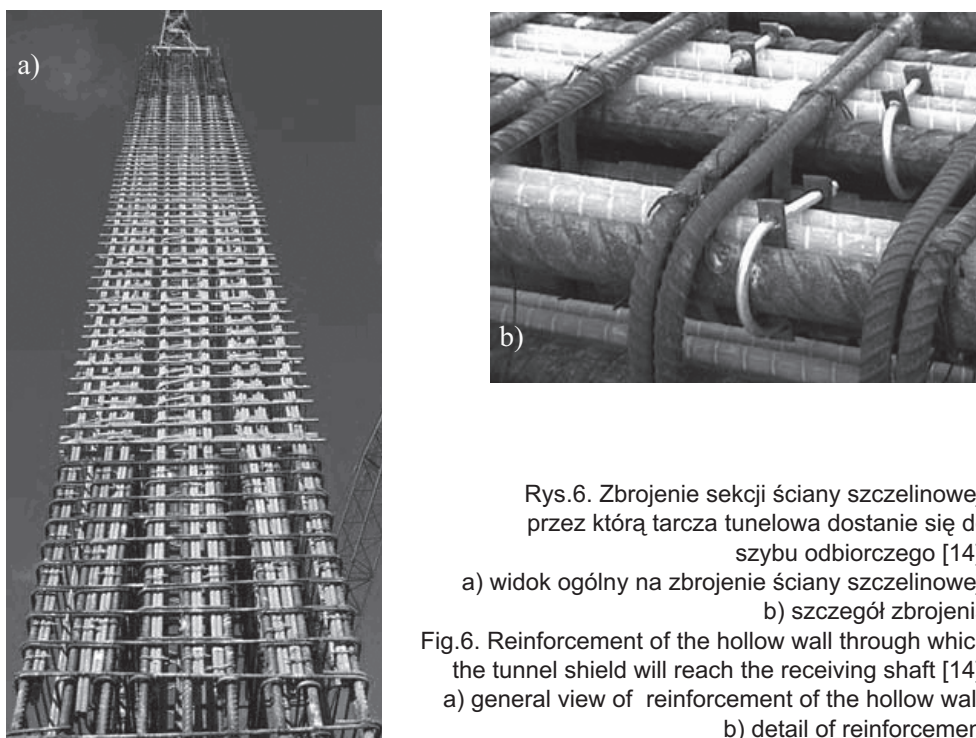 a)
b)
Rys.6. Zbrojenie sekcji ściany szczelinowe
przez którą tarcza tunelowa dostanie się d
szybu odbiorczego [14
a) widok ogólny na zbrojenie ściany szczelinowe
b) szczegół zbrojeni
Fig.6. Reinforcement of the hollow wall through whic
the tunnel shield will reach the receiving shaft [14
a) general view of reinforcement of the hollow wal
b) detail of reinforcemen